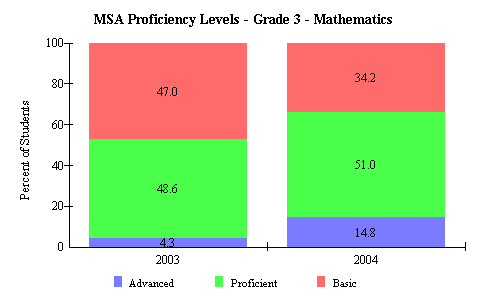 MSA Proficiency Levels - Grade 3 - Mathematics
Percent of Students
100
80
60
40
20
0
47.0
48.6
4.3
34.2
51.0
14.8
2003
2004
Advanced
Proficient
Basic